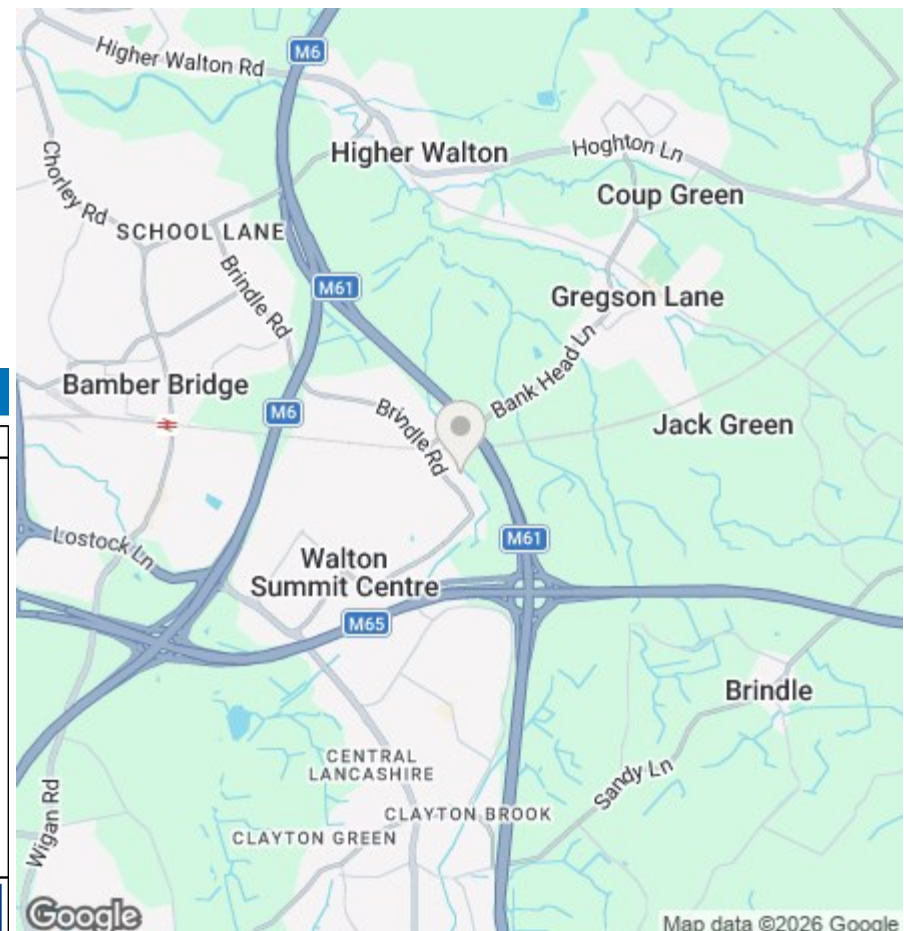 M6
Higher Walton Rd
Higher Walton
Hoghton Ln
Coup Green
Chorley Rd
SCHOOL LANE
Brindle Rd
M61
Gregson Lane
Bank Head Ln
Bamber Bridge
M6
Brindle Rd
Jack Green
Lostock Ln
M61
Walton
Summit Centre
M65
Brindle
CENTRAL
LANCASHIRE
Sandy Ln
Wigan Rd
CLAYTON BROOK
CLAYTON GREEN
Google
Map data ©2026 Google